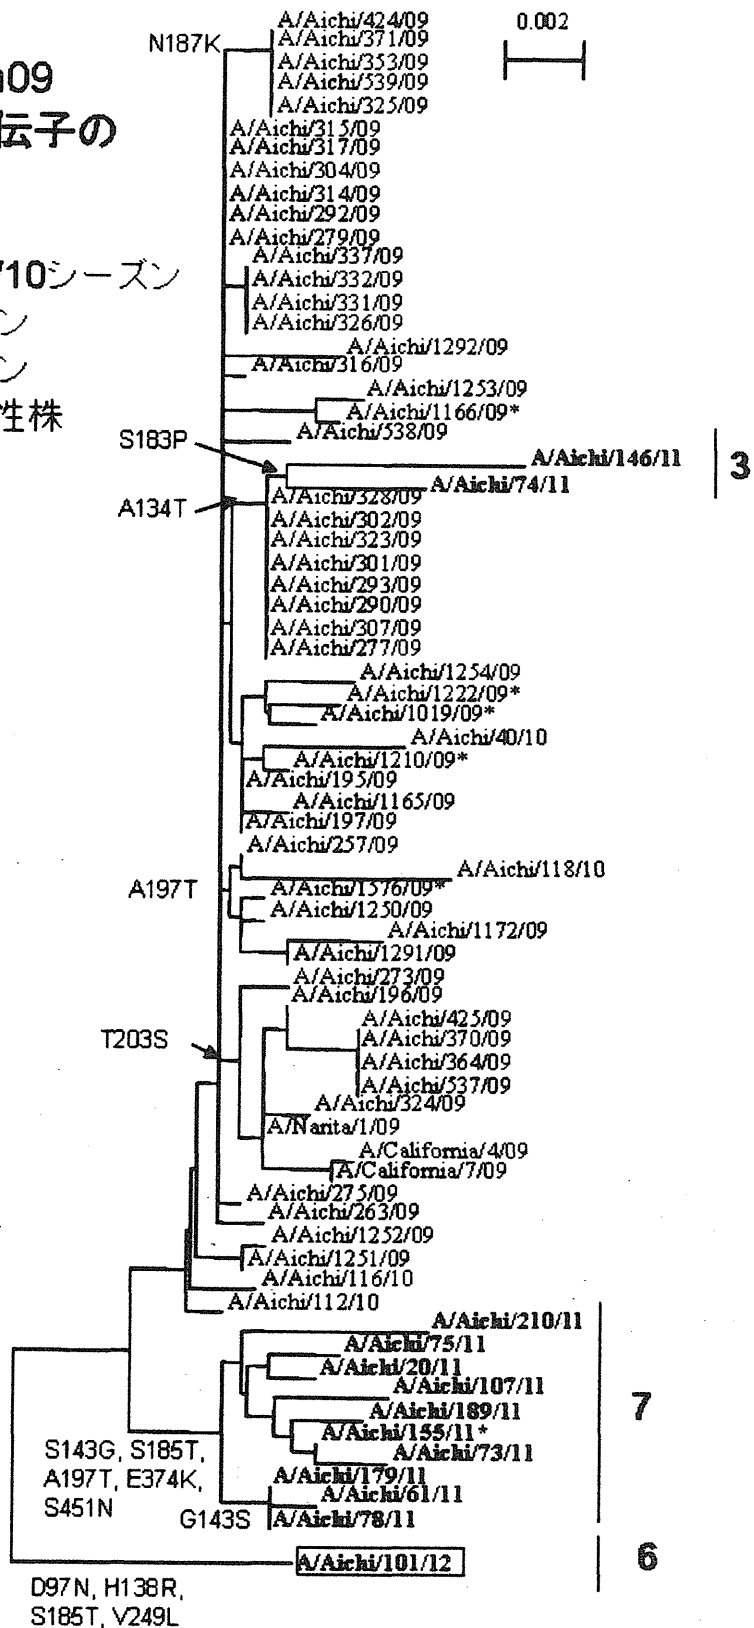 A/Aichi/424/09
N187K
A/Aichi/371/09
A/Aichi/353/09
A/Aichi/539/09
A/Aichi/325/09
0.002
09
伝子の
A/Aichi/315/09
A/Aichi/317/09
A/Aichi/304/09
A/Aichi/314/09
A/Aichi/292/09
A/Aichi/279/09
/10シーズン
A/Aichi/337/09
A/Aichi/332/09
A/Aichi/331/09
A/Aichi/326/09
ン
A/Aichi/1292/09
ン
A/Aichi/316/09
A/Aichi/1253/09
性株
A/Aichi/1166/09*
A/Aichi/538/09
S183P
A/Aichi/146/11
3
A/Aichi/74/11
A134T
A/Aichi/328/09
A/Aichi/302/09
A/Aichi/323/09
A/Aichi/301/09
A/Aichi/293/09
A/Aichi/290/09
A/Aichi/307/09
A/Aichi/277/09
A/Aichi/1254/09
A/Aichi/1222/09*
A/Aichi/1019/09*
A/Aichi/40/10
A/Aichi/1210/09*
A/Aichi/195/09
A/Aichi/1165/09
A/Aichi/197/09
A/Aichi/257/09
A/Aichi/118/10
A197T
A/Aichi/1576/09*
A/Aichi/1250/09
A/Aichi/1172/09
A/Aichi/1291/09
A/Aichi/273/09
A/Aichi/196/09
T203S
A/Aichi/425/09
A/Aichi/370/09
A/Aichi/364/09
A/Aichi/537/09
A/Aichi/324/09
A/Narita/1/09
A/California/4/09
A/California/7/09
A/Aichi/275/09
A/Aichi/263/09
A/Aichi/1252/09
A/Aichi/1251/09
A/Aichi/116/10
A/Aichi/112/10
A/Aichi/210/11
A/Aichi/75/11
A/Aichi/20/11
A/Aichi/107/11
7
A/Aichi/189/11
A/Aichi/155/11*
A/Aichi/73/11
S143G, S185T,
A197T, E374K,
S451N
A/Aichi/179/11
A/Aichi/61/11
G143S
A/Aichi/78/11
A/Aichi/101/12
6
D97N, H138R,
S185T, V249L